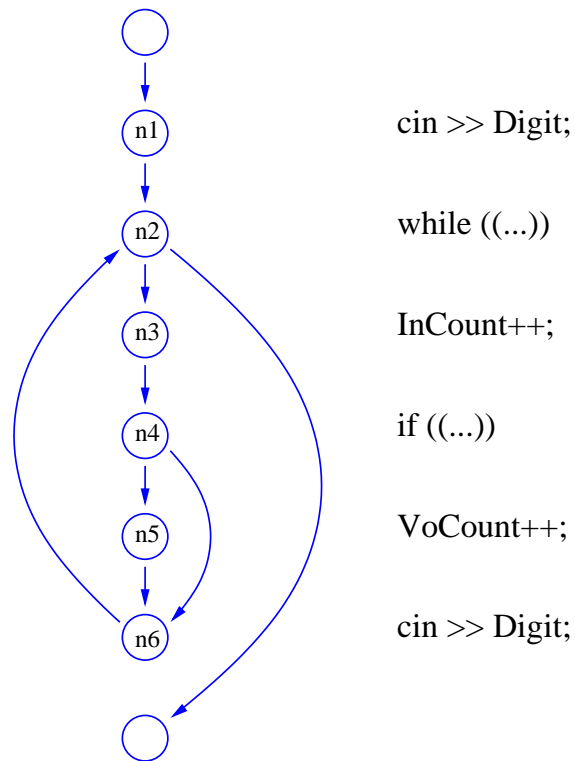 n1 cin >> Digit;
n2 while ((...))
n3 InCount++;
n4 if ((...))
n5 VoCount++;
n6 cin >> Digit;